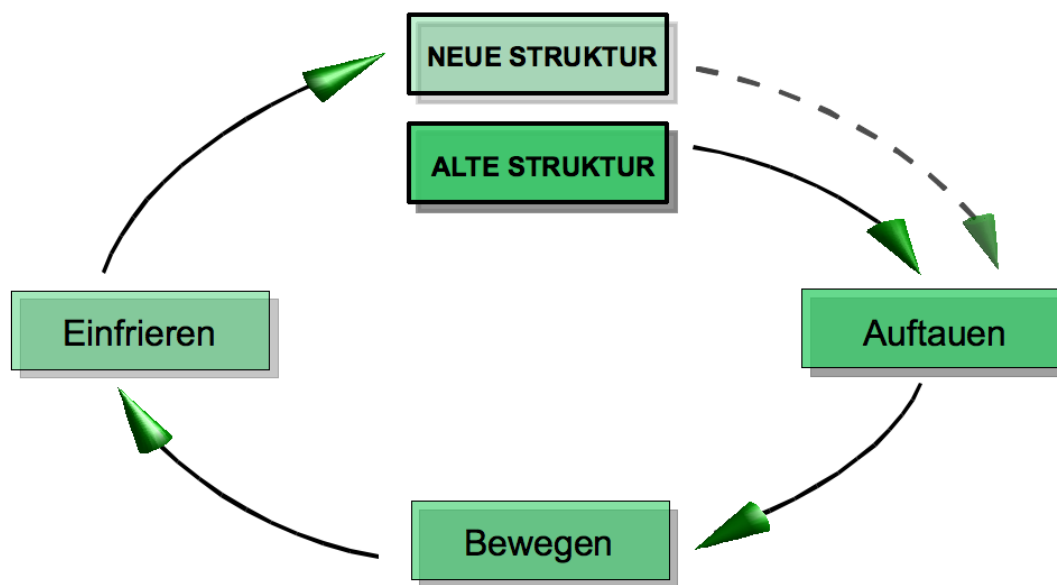 NEUE STRUKTUR
ALTE STRUKTUR
Einfrieren
Auftauen
Bewegen